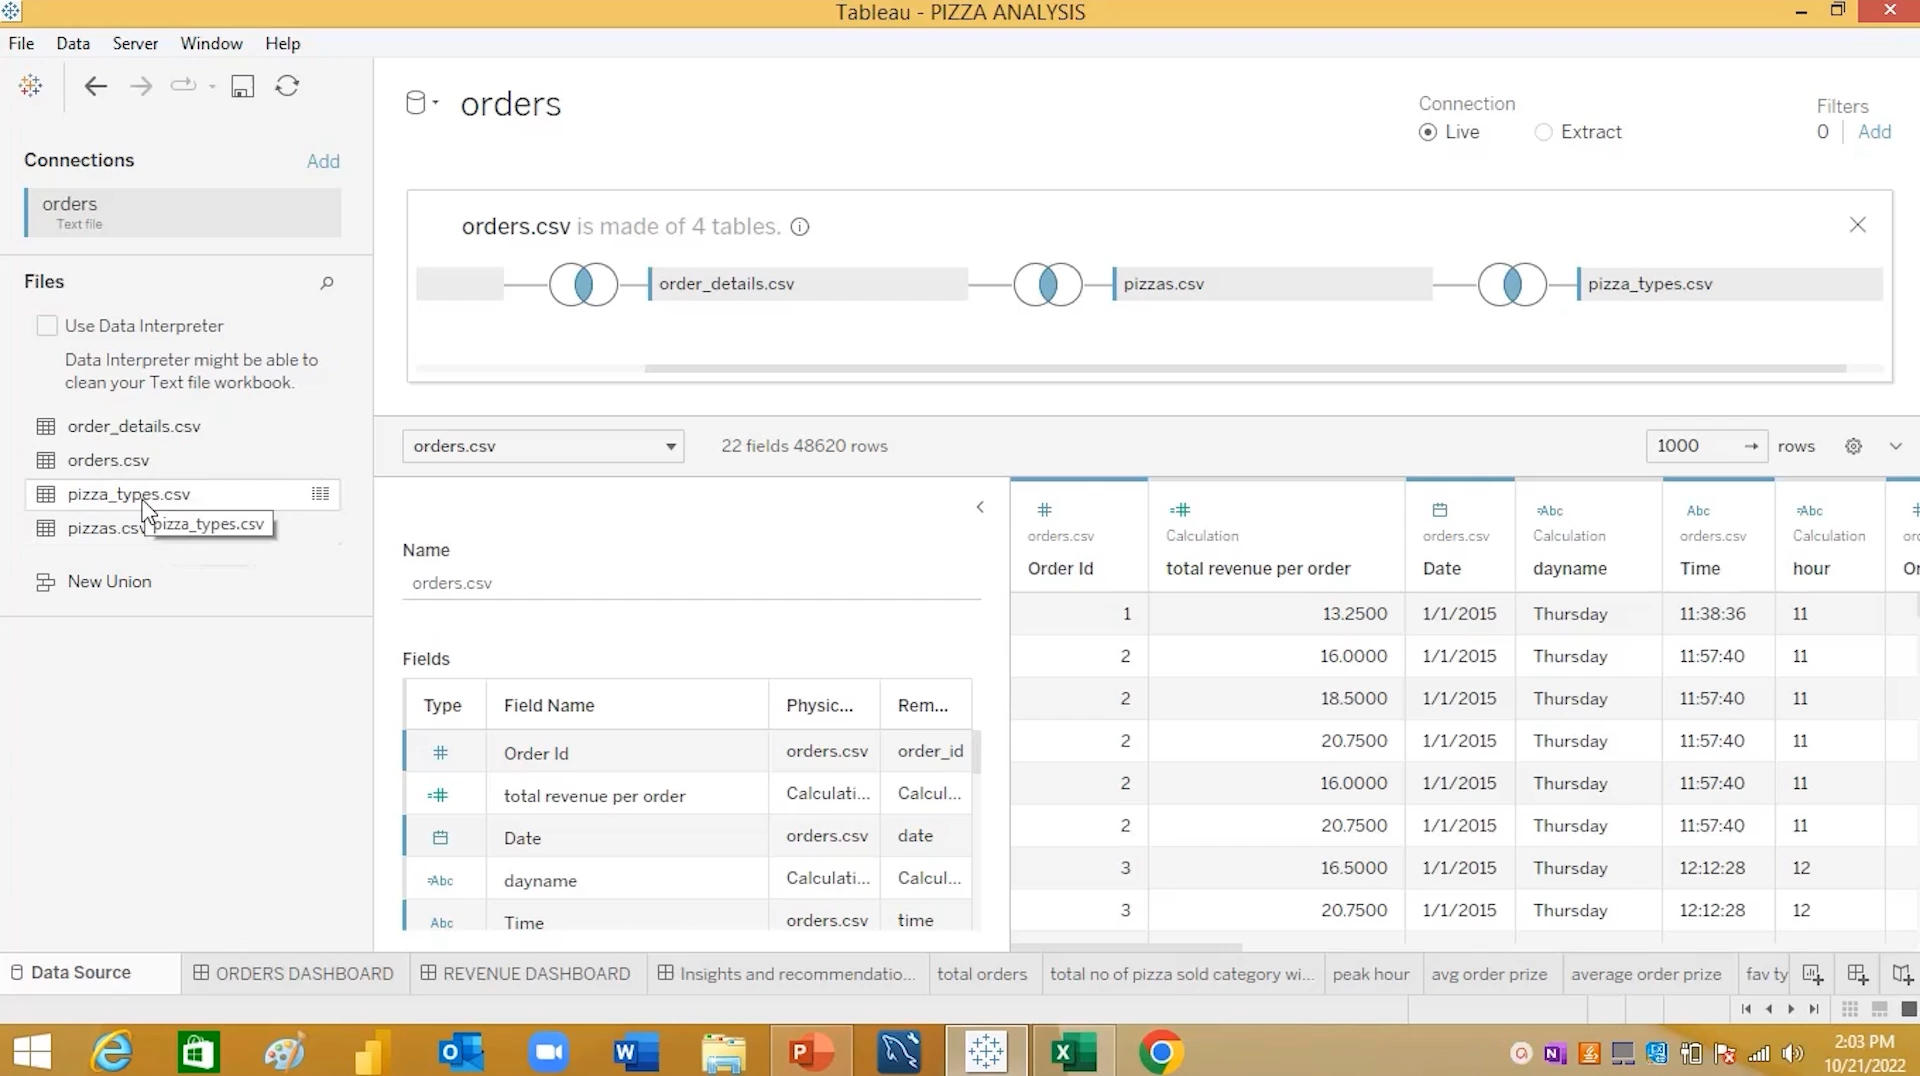 Tableau - PIZZA ANALYSIS
File Data Server Window Help
orders
Connection
Live
Extract
Filters
0 Add
Connections Add
orders
Text file
orders.csv is made of 4 tables.
order_details.csv
pizzas.csv
pizza_types.csv
Files
Use Data Interpreter
Data Interpreter might be able to
clean your Text file workbook.
order_details.csv
orders.csv
pizza_types.csv
pizzas.csv
pizza_types.csv
New Union
orders.csv
22 fields 48620 rows
1000 rows
Name
orders.csv
Fields
Type Field Name Physic... Rem...
Order Id orders.csv order_id
total revenue per order Calculati... Calcul...
Date orders.csv date
Abc dayname Calculati... Calcul...
Abc Time orders.csv time
Abc Abc Abc
orders.csv Calculation orders.csv Calculation orders.csv Calculation
Order Id total revenue per order Date dayname Time hour
1 13.2500 1/1/2015 Thursday 11:38:36 11
2 16.0000 1/1/2015 Thursday 11:57:40 11
2 18.5000 1/1/2015 Thursday 11:57:40 11
2 20.7500 1/1/2015 Thursday 11:57:40 11
2 16.0000 1/1/2015 Thursday 11:57:40 11
2 20.7500 1/1/2015 Thursday 11:57:40 11
3 16.5000 1/1/2015 Thursday 12:12:28 12
3 20.7500 1/1/2015 Thursday 12:12:28 12
Data Source ORDERS DASHBOARD REVENUE DASHBOARD Insights and recommendatio... total orders total no of pizza sold category wi... peak hour avg order prize average order prize fav ty
2:03 PM
10/21/2022